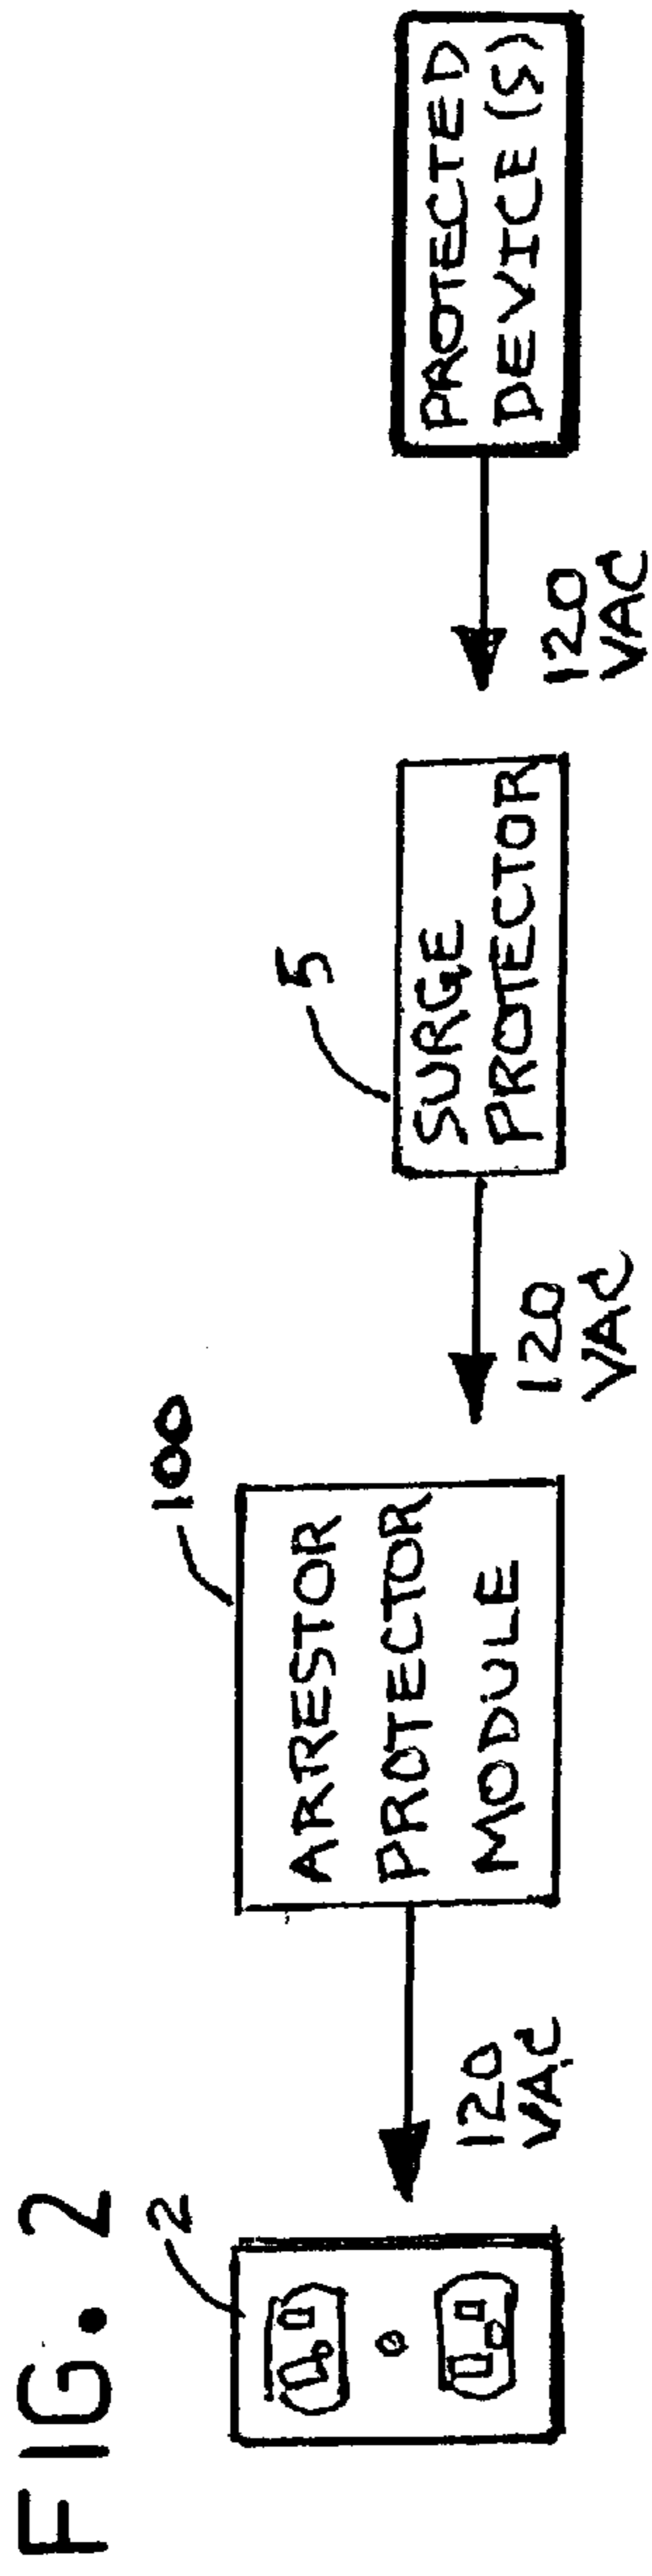 FIG. 2
2
120
VAC
100
ARRESTOR
PROTECTOR
MODULE
120
VAC
5
SURGE
PROTECTOR
120
VAC
PROTECTED
DEVICE(S)